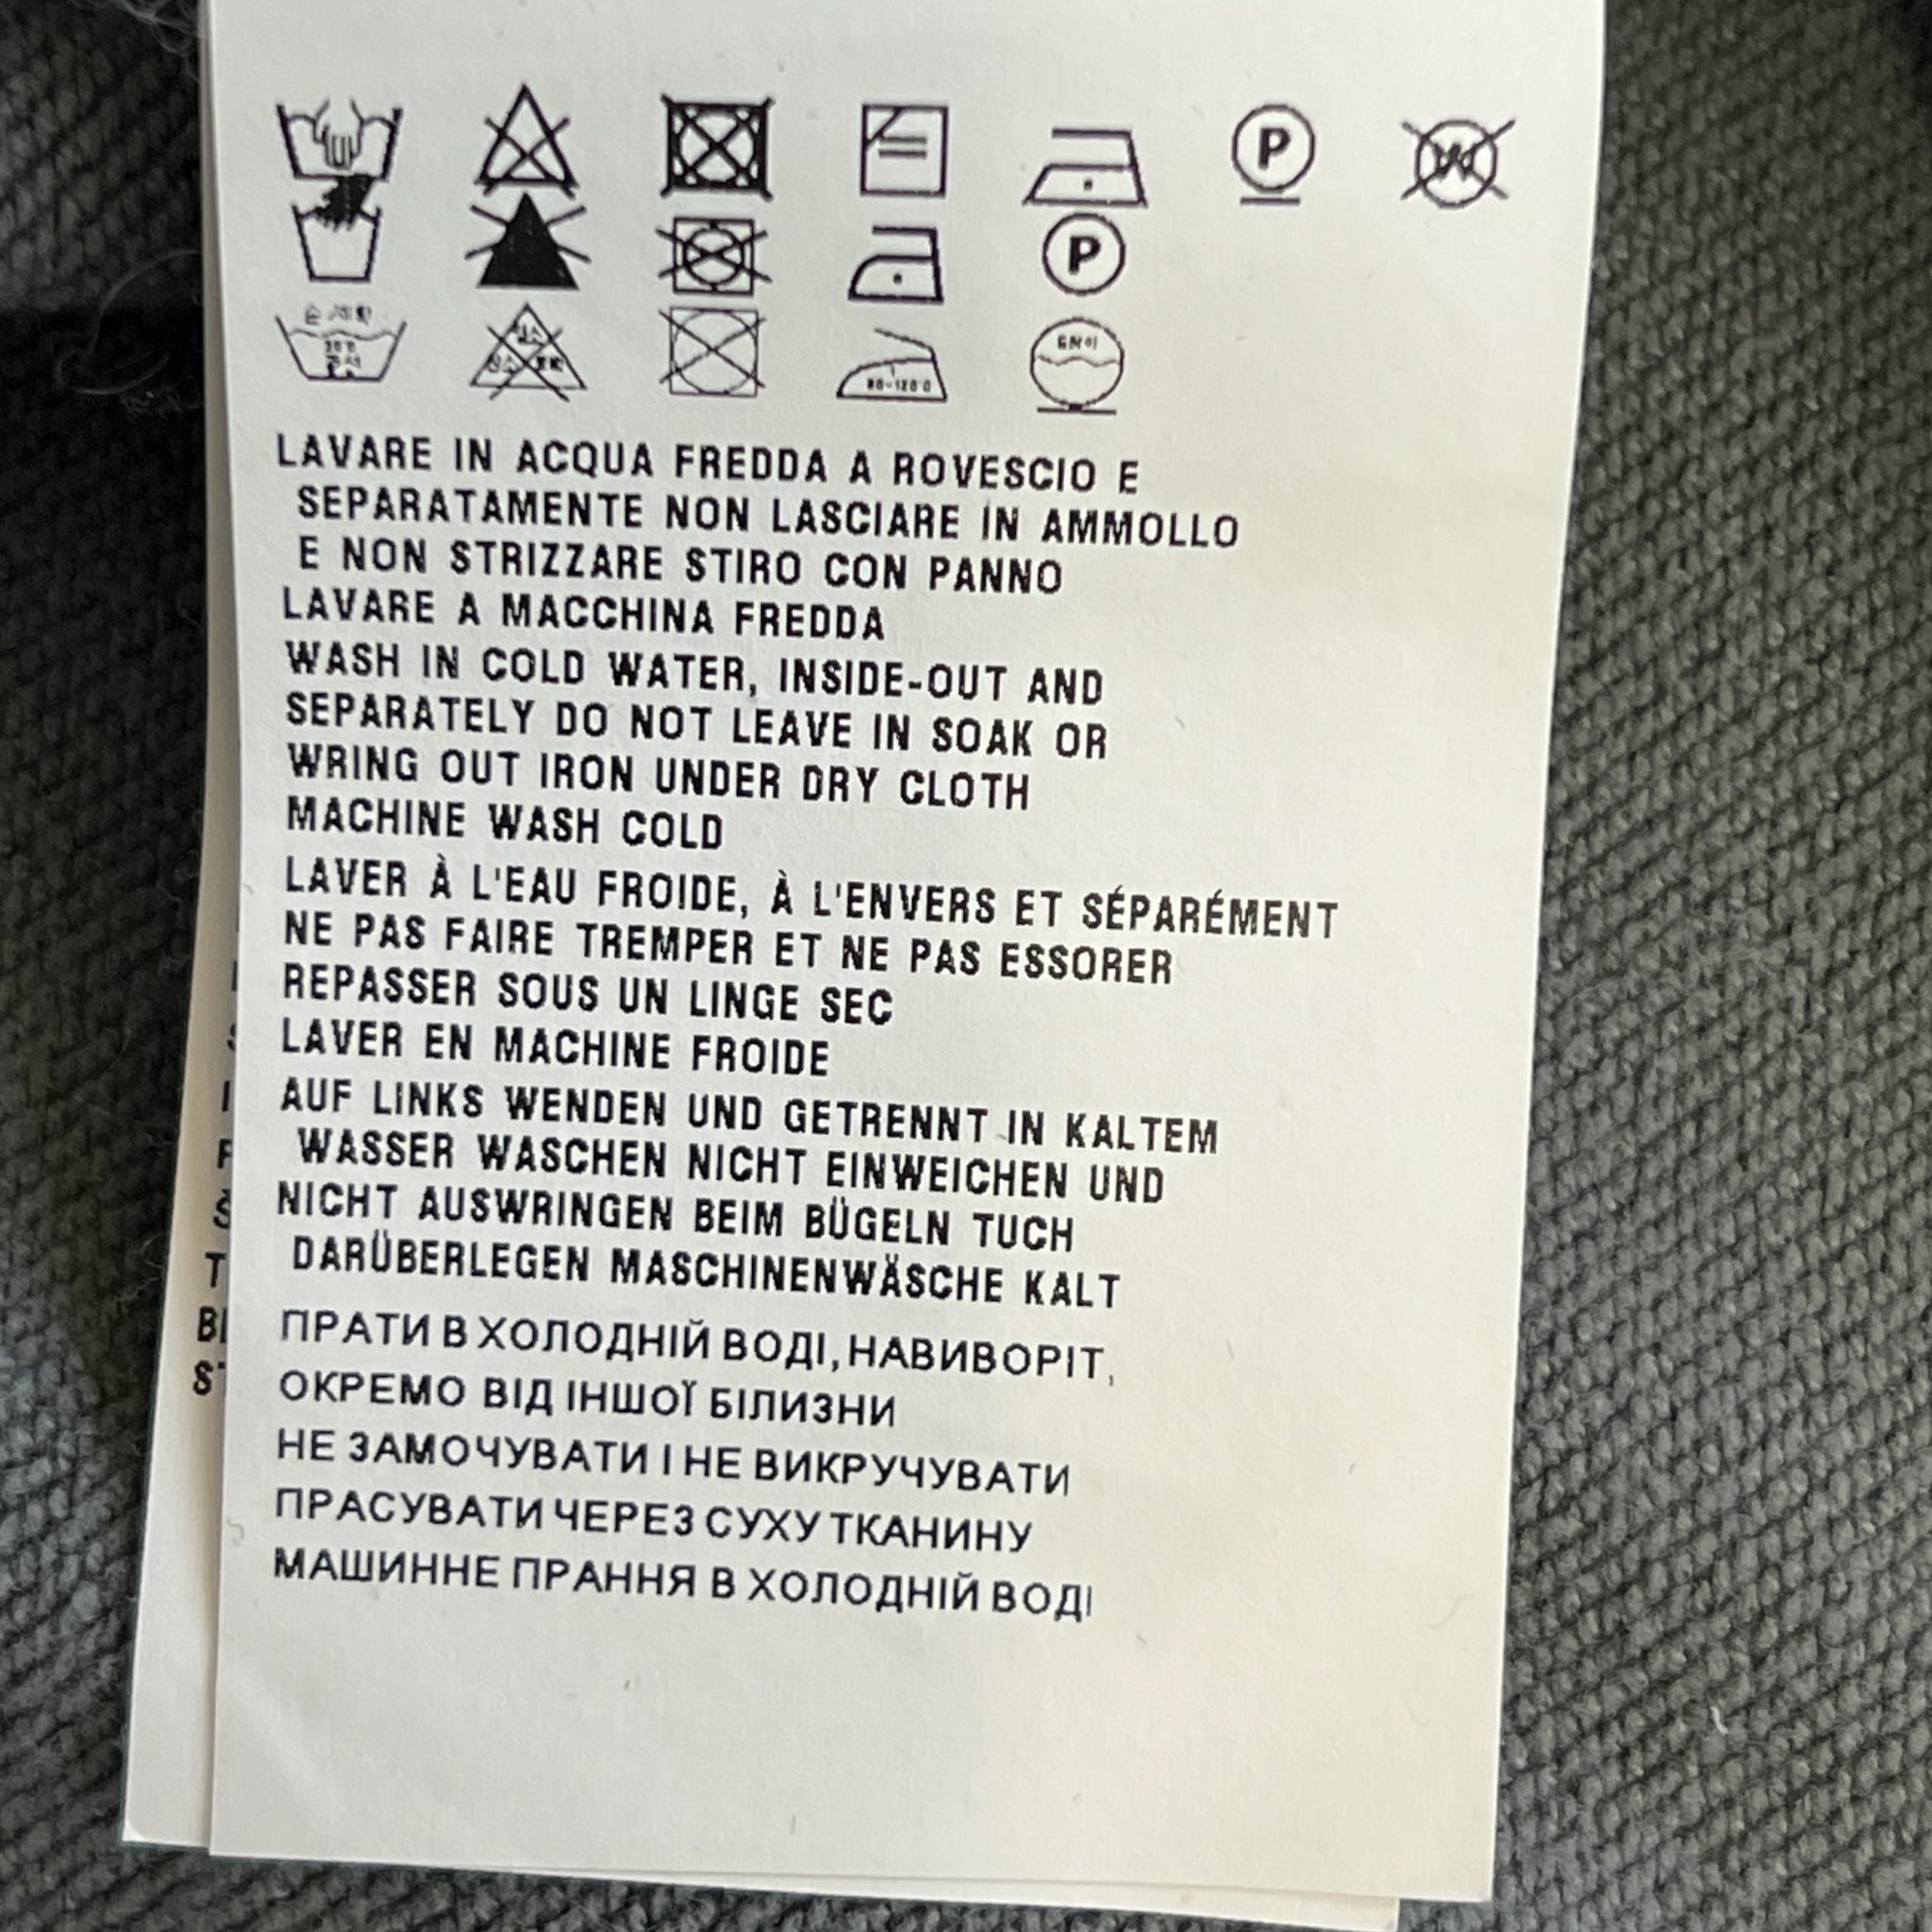 P W
P
80-120°C
드라이
LAVARE IN ACQUA FREDDA A ROVESCIO E
SEPARATAMENTE NON LASCIARE IN AMMOLLO
E NON STRIZZARE STIRO CON PANNO
LAVARE A MACCHINA FREDDA
WASH IN COLD WATER, INSIDE-OUT AND
SEPARATELY DO NOT LEAVE IN SOAK OR
WRING OUT IRON UNDER DRY CLOTH
MACHINE WASH COLD
LAVER À L'EAU FROIDE, À L'ENVERS ET SÉPARÉMENT
NE PAS FAIRE TREMPER ET NE PAS ESSORER
REPASSER SOUS UN LINGE SEC
LAVER EN MACHINE FROIDE
AUF LINKS WENDEN UND GETRENNT IN KALTEM
WASSER WASCHEN NICHT EINWEICHEN UND
NICHT AUSWRINGEN BEIM BÜGELN TUCH
DARÜBERLEGEN MASCHINENWÄSCHE KALT
ПРАТИ В ХОЛОДНІЙ ВОДІ, НАВИВОРІТ,
ОКРЕМО ВІД ІНШОЇ БІЛИЗНИ
НЕ ЗАМОЧУВАТИ І НЕ ВИКРУЧУВАТИ
ПРАСУВАТИ ЧЕРЕЗ СУХУ ТКАНИНУ
МАШИННЕ ПРАННЯ В ХОЛОДНІЙ ВОДІ